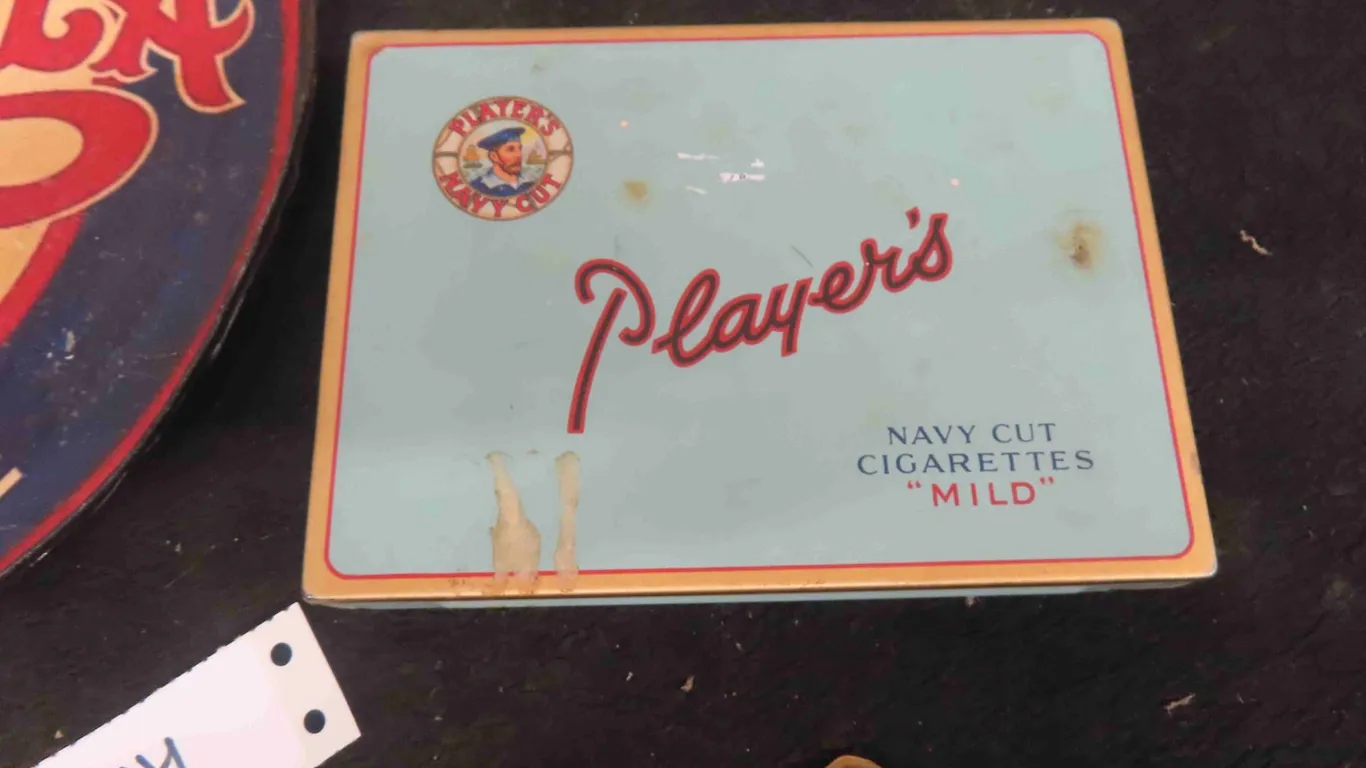 PLAYER'S
NAVY CUT
Player's
NAVY CUT
CIGARETTES
"MILD"